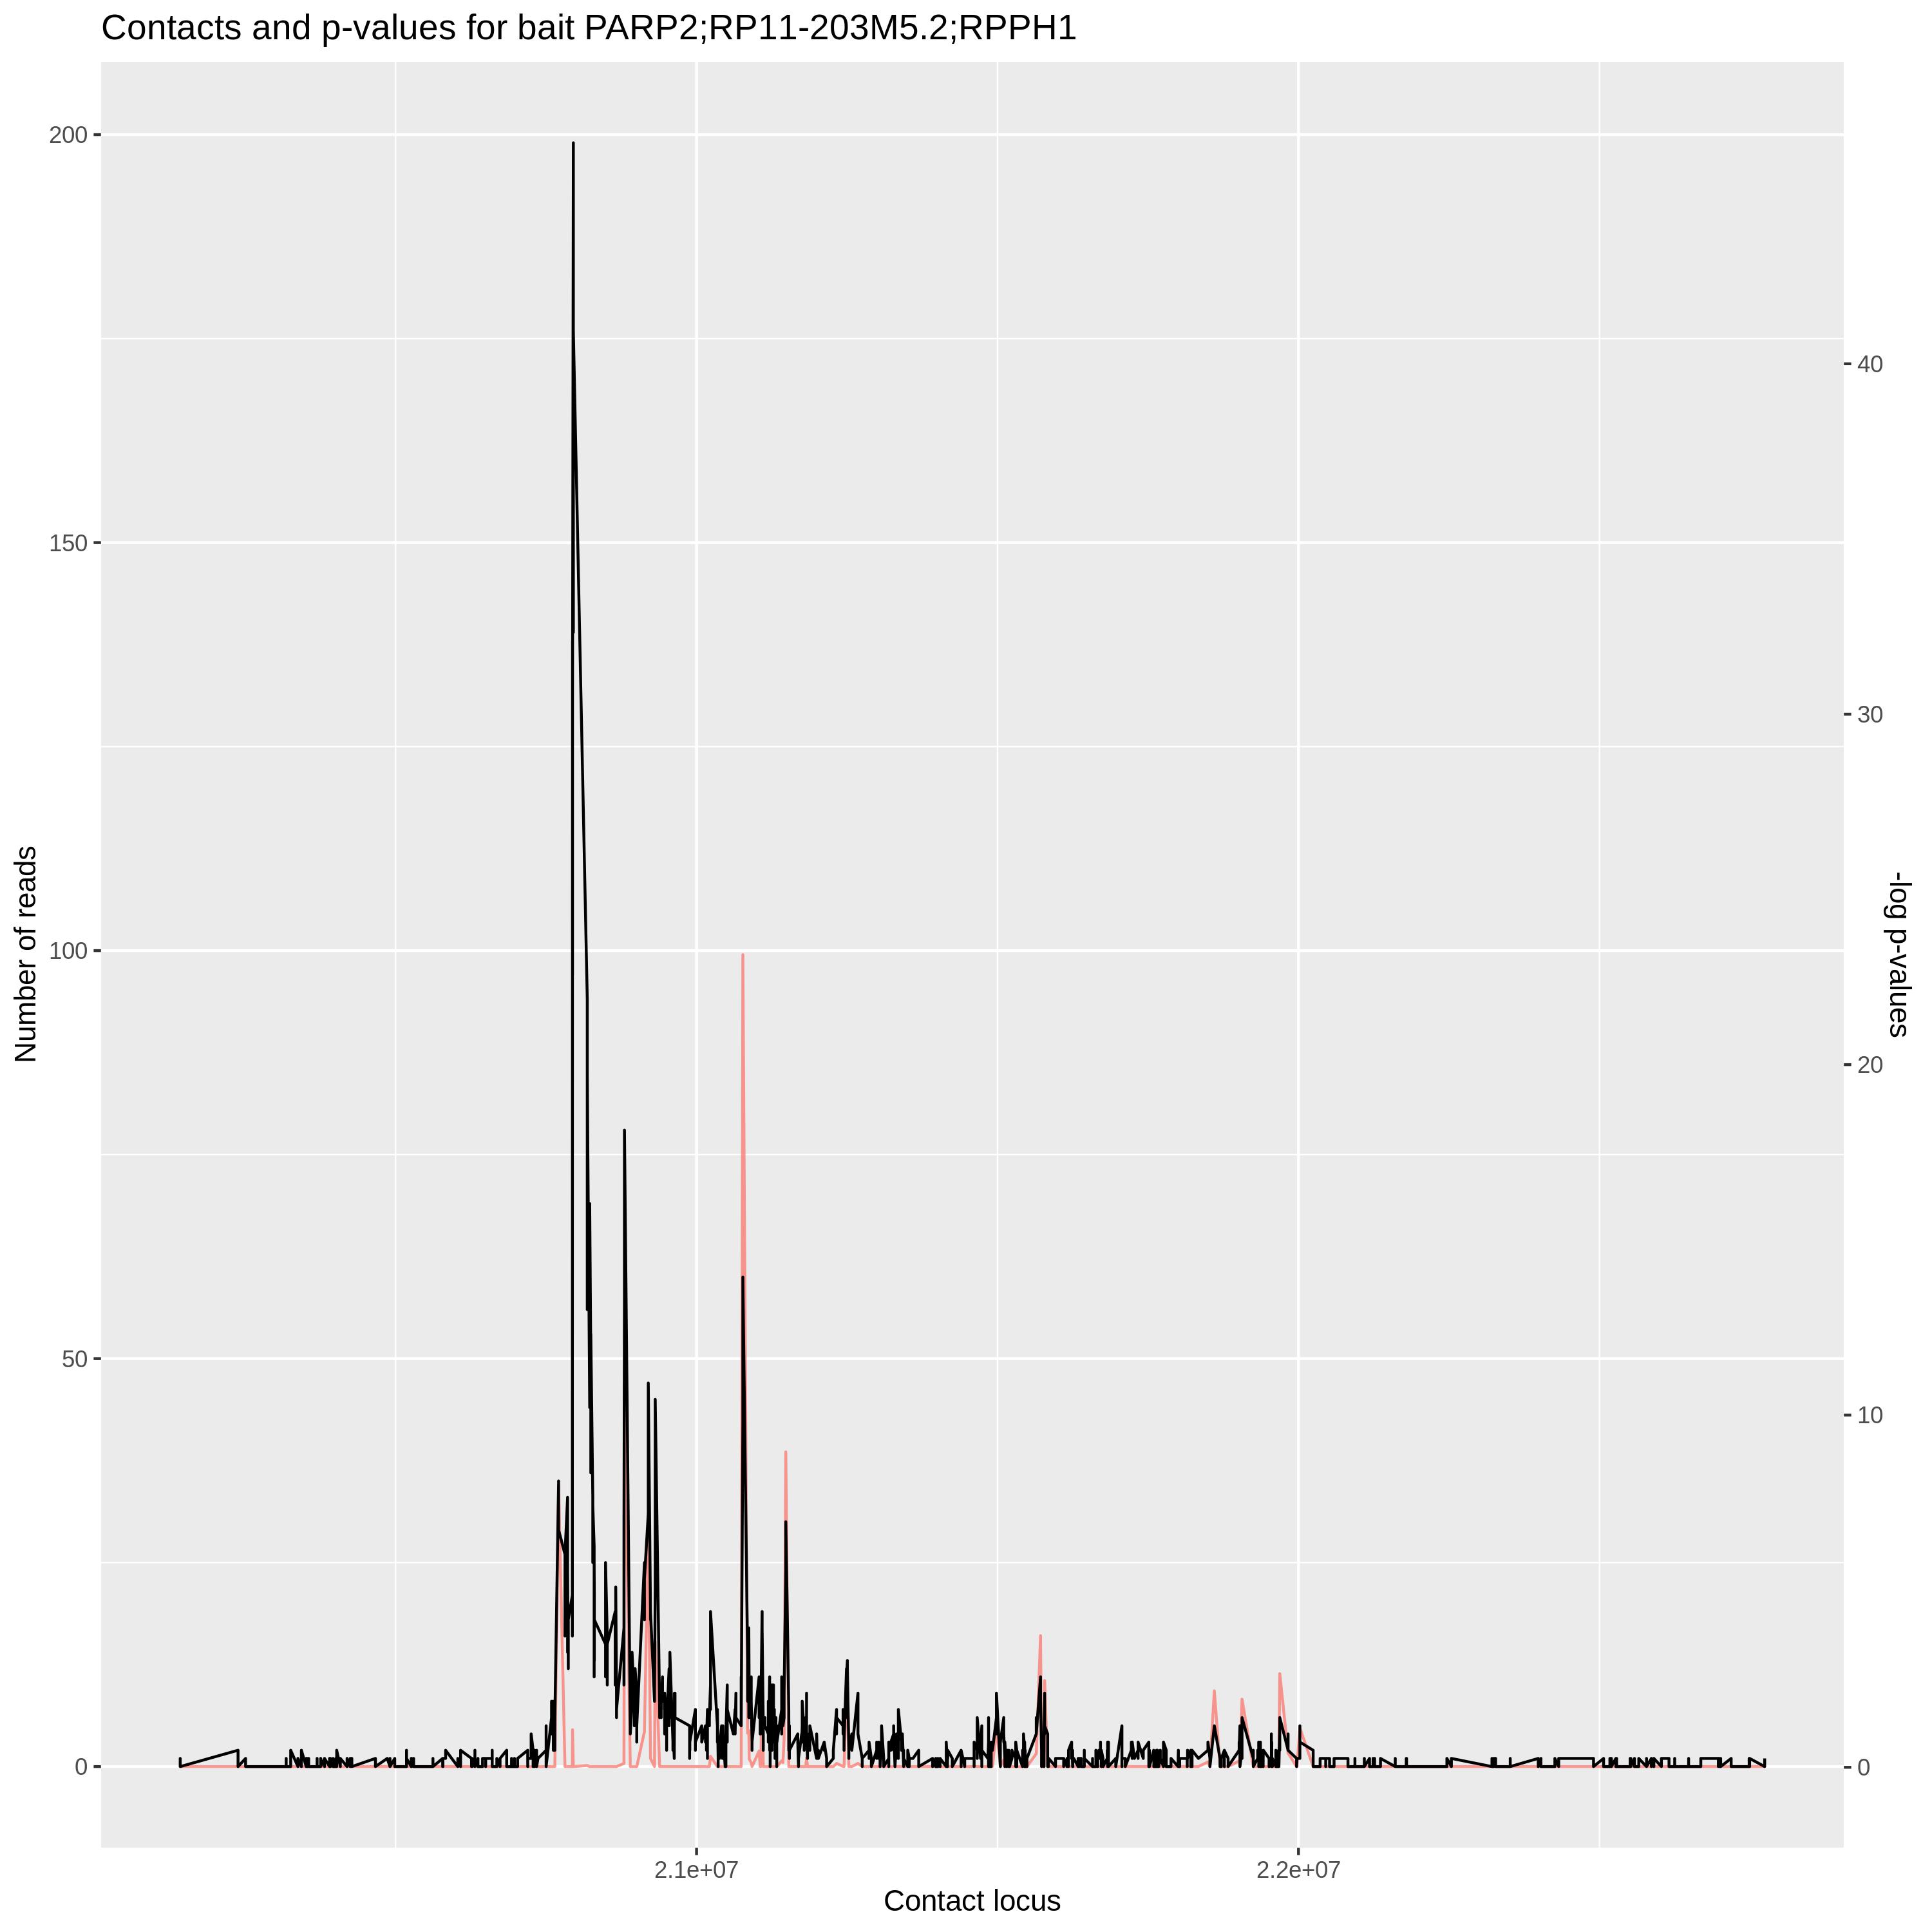 Contacts and p-values for bait PARP2;RP11-203M5.2;RPPH1
200
150
100
50
0
Number of reads
40
30
20
10
0
-log p-values
2.1e+07
2.2e+07
Contact locus